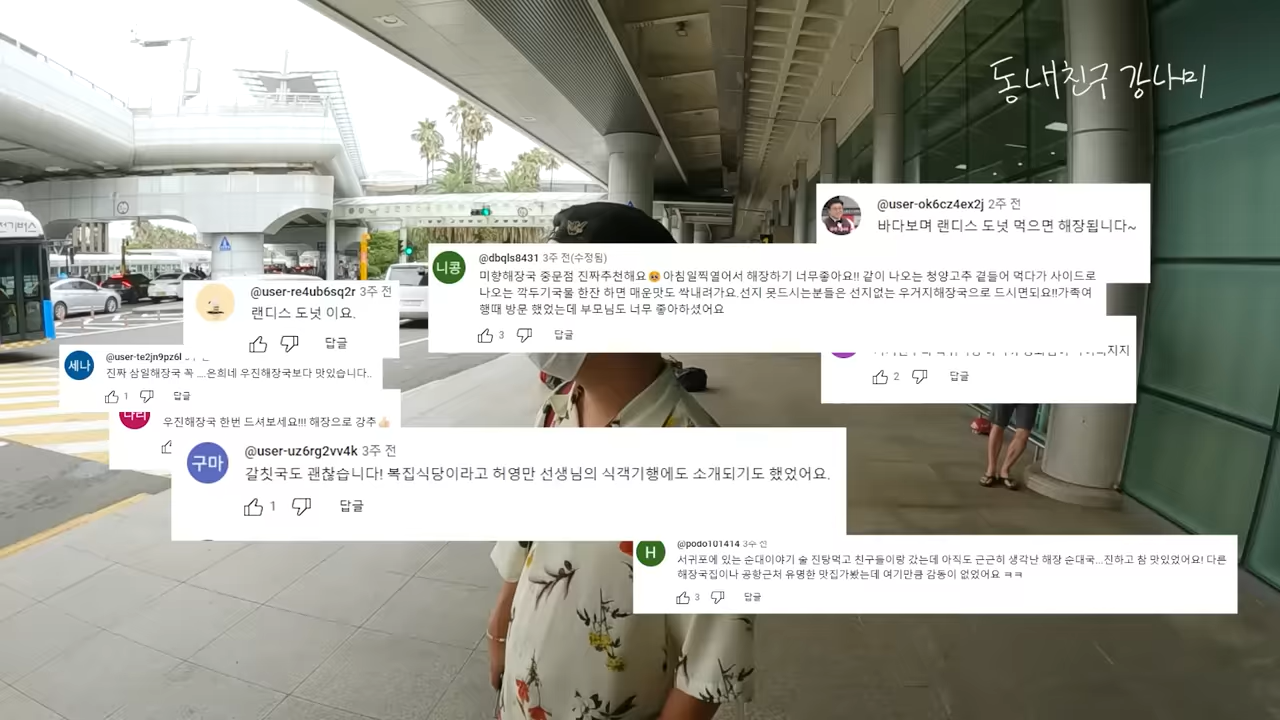 동네친구 강나미
전기버스
@user-ok6cz4ex2j 2주 전
바다보며 랜디스 도넛 먹으면 해장됩니다~
니콩
@dbqls8431 3주 전(수정됨)
미향해장국 중문점 진짜추천해요🥺 아침일찍열어서 해장하기 너무좋아요!! 같이 나오는 청양고추 곁들어 먹다가 사이드로
나오는 깍두기국물 한잔 하면 매운맛도 싹내려가요.선지 못드시는분들은 선지없는 우거지해장국으로 드시면되요!!가족여
행때 방문 했었는데 부모님도 너무 좋아하셨어요
3 답글
@user-re4ub6sq2r 3주 전
랜디스 도넛 이요.
답글
2 답글
세나
@user-te2jn9pz6l
진짜 삼일해장국 꼭 ....은희네 우진해장국보다 맛있습니다..
1 답글
우진해장국 한번 드셔보세요!!! 해장으로 강추👍🏻
구마
@user-uz6rg2vv4k 3주 전
갈칫국도 괜찮습니다! 복집식당이라고 허영만 선생님의 식객기행에도 소개되기도 했었어요.
1 답글
H
@podo101414 3주 전
서귀포에 있는 순대이야기 술 진탕먹고 친구들이랑 갔는데 아직도 근근히 생각난 해장 순대국...진하고 참 맛있었어요! 다른
해장국집이나 공항근처 유명한 맛집가봤는데 여기만큼 감동이 없었어요 ㅋㅋ
3 답글